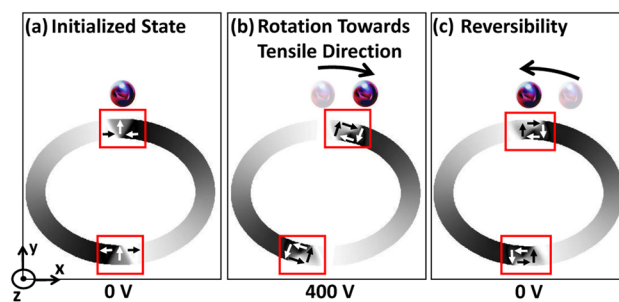 (a) Initialized State
(b) Rotation Towards
Tensile Direction
(c) Reversibility
y
z
x
0 V
400 V
0 V